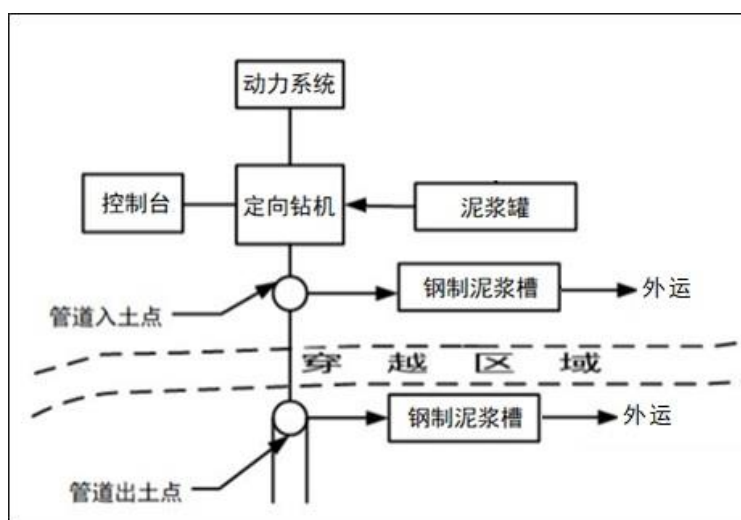 动力系统
控制台
定向钻机
泥浆罐
钢制泥浆槽
外运
管道入土点
穿越区域
钢制泥浆槽
外运
管道出土点